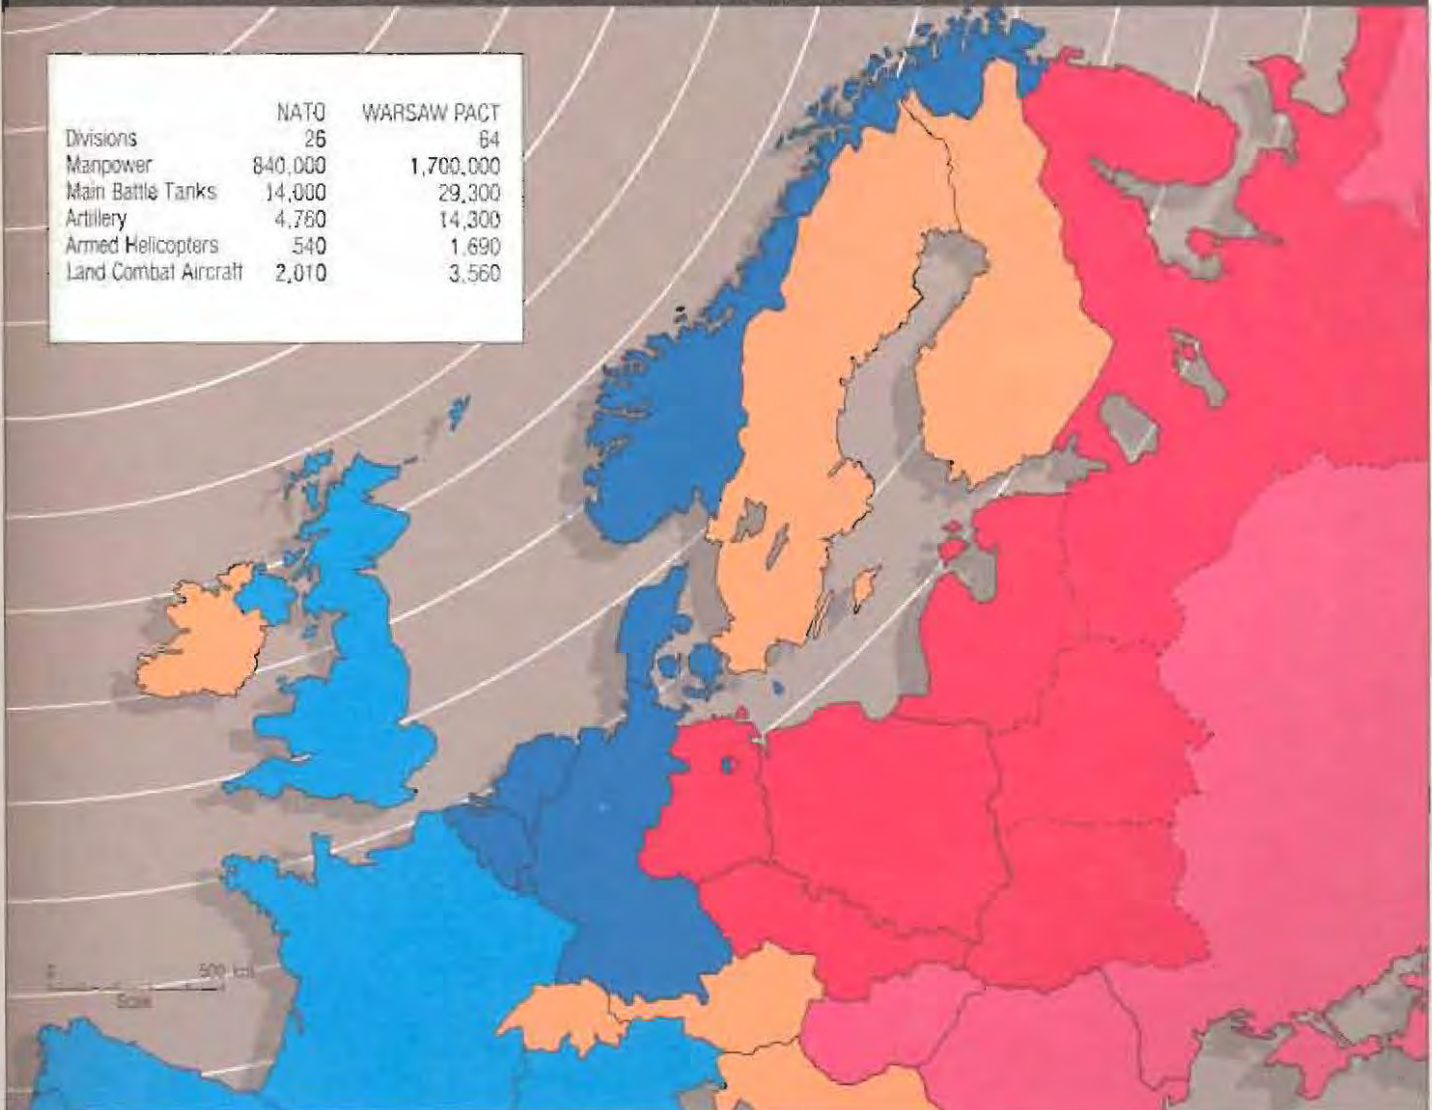 NATO WARSAW PACT
Divisions 26 64
Manpower 840,000 1,700,000
Main Battle Tanks 14,000 29,300
Artillery 4,760 14,300
Armed Helicopters 540 1,690
Land Combat Aircraft 2,010 3,560
500 km
Scale